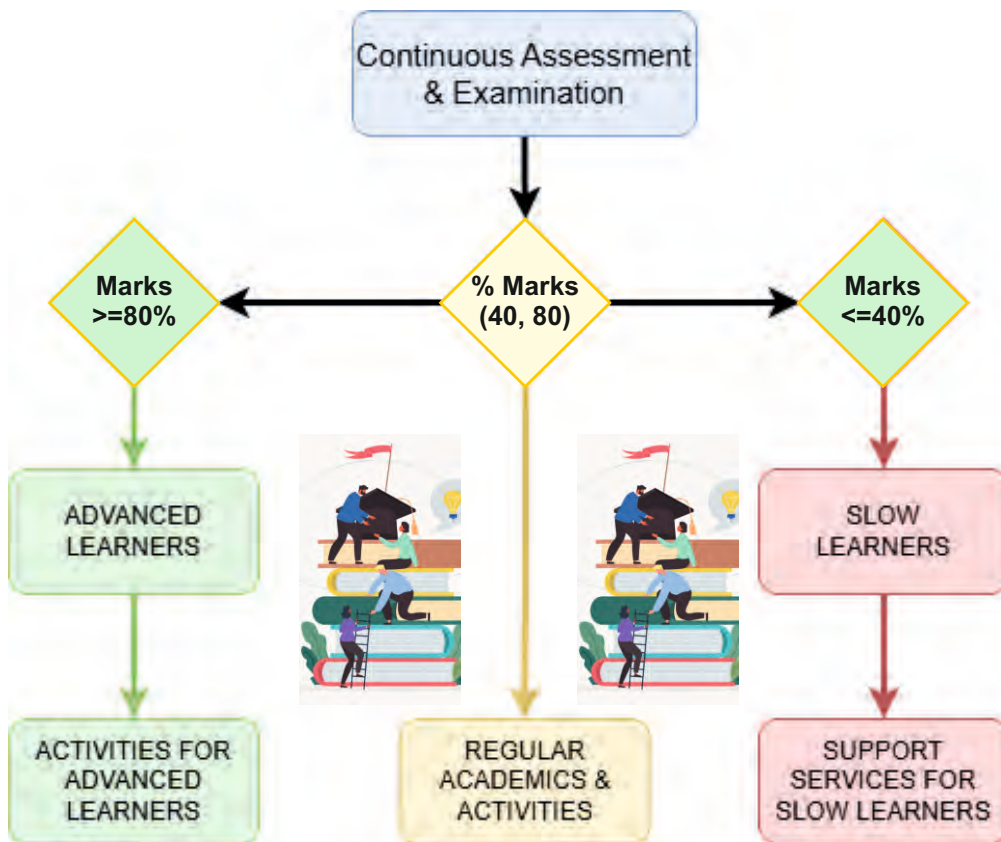 Continuous Assessment
& Examination
Marks
>=80%
% Marks
(40, 80)
Marks
<=40%
ADVANCED
LEARNERS
SLOW
LEARNERS
ACTIVITIES FOR
ADVANCED
LEARNERS
REGULAR
ACADEMICS &
ACTIVITIES
SUPPORT
SERVICES FOR
SLOW LEARNERS